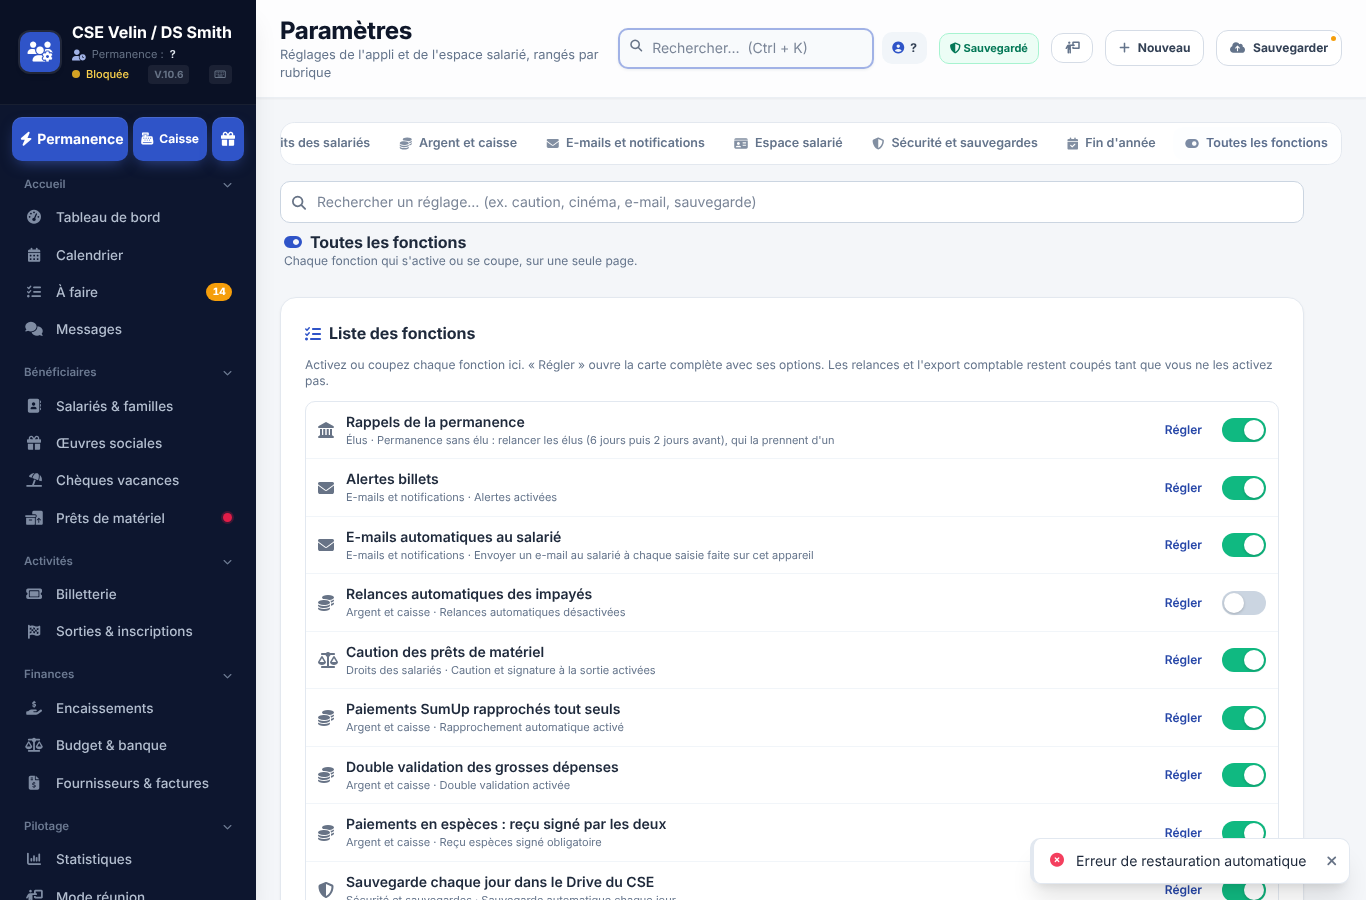 CSE Velin / DS Smith
Permanence : ?
Bloquée
V.10.6
Permanence
Caisse
Accueil
Tableau de bord
Calendrier
À faire
14
Messages
Bénéficiaires
Salariés & familles
Œuvres sociales
Chèques vacances
Prêts de matériel
Activités
Billetterie
Sorties & inscriptions
Finances
Encaissements
Budget & banque
Fournisseurs & factures
Pilotage
Statistiques
Mode réunion
Paramètres
Réglages de l'appli et de l'espace salarié, rangés par
rubrique
Rechercher... (Ctrl + K)
?
Sauvegardé
Nouveau
Sauvegarder
its des salariés
Argent et caisse
E-mails et notifications
Espace salarié
Sécurité et sauvegardes
Fin d'année
Toutes les fonctions
Rechercher un réglage... (ex. caution, cinéma, e-mail, sauvegarde)
Toutes les fonctions
Chaque fonction qui s'active ou se coupe, sur une seule page.
Liste des fonctions
Activez ou coupez chaque fonction ici. « Régler » ouvre la carte complète avec ses options. Les relances et l'export comptable restent coupés tant que vous ne les activez
pas.
Rappels de la permanence
Élus · Permanence sans élu : relancer les élus (6 jours puis 2 jours avant), qui la prennent d'un
Régler
Alertes billets
E-mails et notifications · Alertes activées
Régler
E-mails automatiques au salarié
E-mails et notifications · Envoyer un e-mail au salarié à chaque saisie faite sur cet appareil
Régler
Relances automatiques des impayés
Argent et caisse · Relances automatiques désactivées
Régler
Caution des prêts de matériel
Droits des salariés · Caution et signature à la sortie activées
Régler
Paiements SumUp rapprochés tout seuls
Argent et caisse · Rapprochement automatique activé
Régler
Double validation des grosses dépenses
Argent et caisse · Double validation activée
Régler
Paiements en espèces : reçu signé par les deux
Argent et caisse · Reçu espèces signé obligatoire
Régler
Sauvegarde chaque jour dans le Drive du CSE
Sécurité et sauvegardes · Sauvegarde automatique chaque jour
Régler
Erreur de restauration automatique